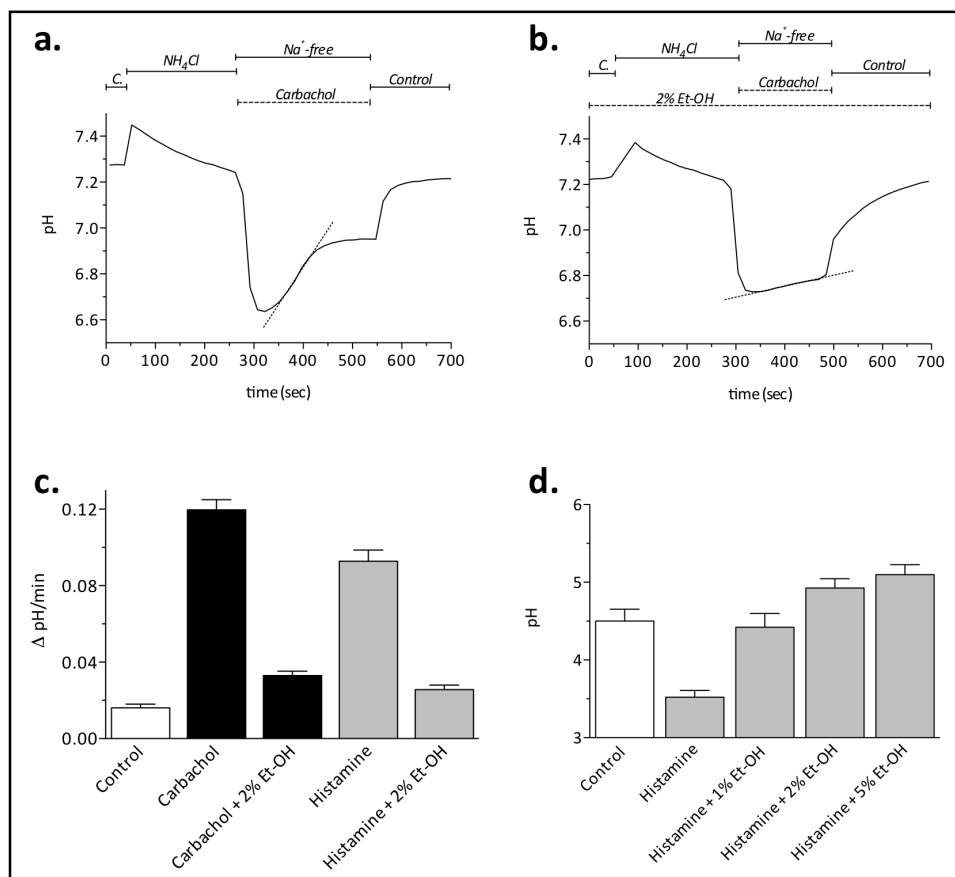 a.
Na⁺-free
NH₄Cl
Control
C.
Carbachol
7.4
7.2
7.0
6.8
6.6
pH
0 100 200 300 400 500 600 700
time (sec)
b.
Na⁺-free
NH₄Cl
Carbachol
Control
C.
2% Et-OH
7.4
7.2
7.0
6.8
6.6
pH
0 100 200 300 400 500 600 700
time (sec)
c.
0.12
0.08
0.04
0.00
Δ pH/min
Control
Carbachol
Carbachol + 2% Et-OH
Histamine
Histamine + 2% Et-OH
d.
6
5
4
3
pH
Control
Histamine
Histamine + 1% Et-OH
Histamine + 2% Et-OH
Histamine + 5% Et-OH